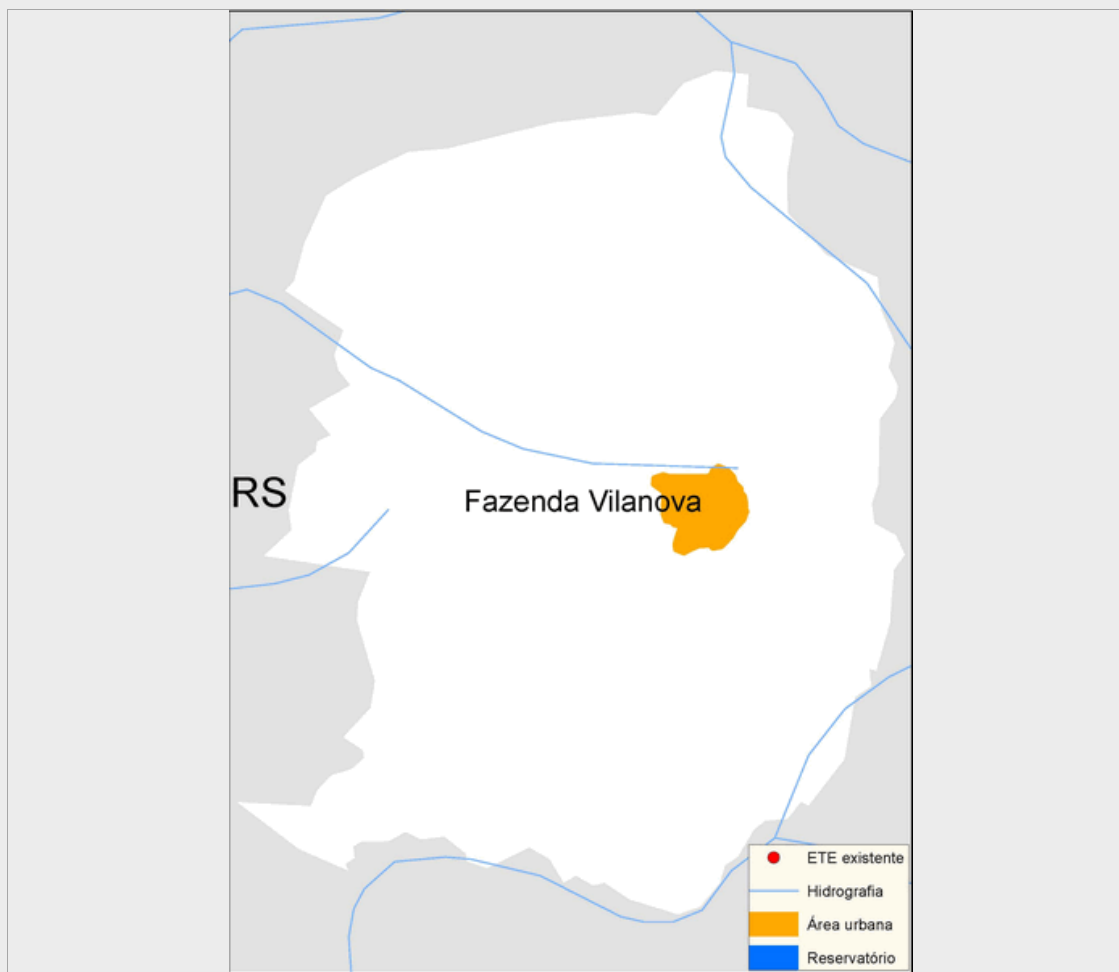 RS
Fazenda Vilanova
ETE existente
Hidrografia
Área urbana
Reservatório